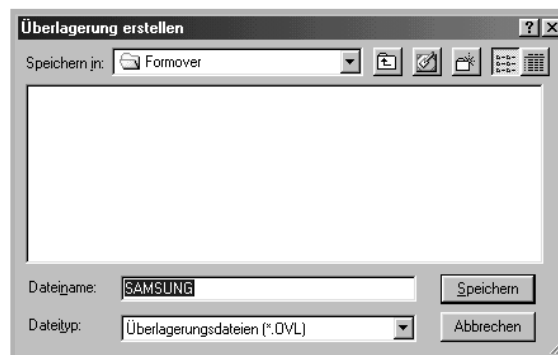 Überlagerung erstellen
Speichern in: Formover
Dateiname: SAMSUNG Speichern
Dateityp: Überlagerungsdateien (*.OVL) Abbrechen